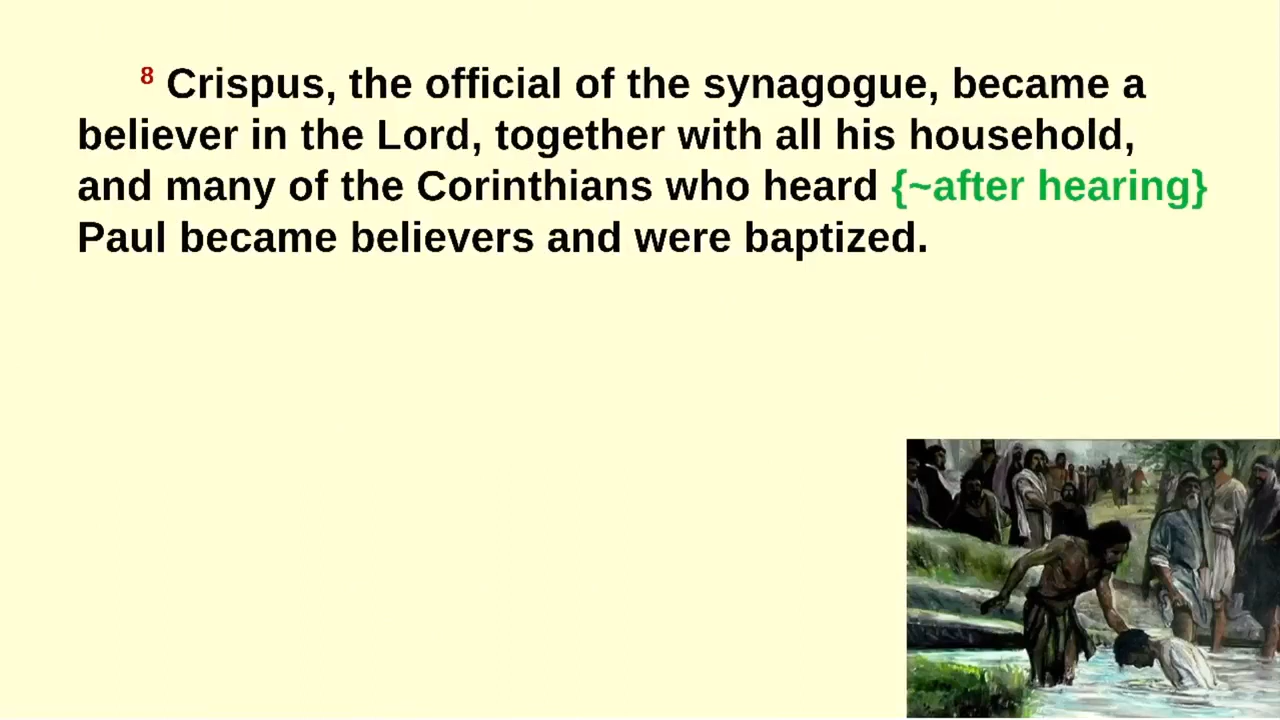 8 Crispus, the official of the synagogue, became a
believer in the Lord, together with all his household,
and many of the Corinthians who heard {~after hearing}
Paul became believers and were baptized.